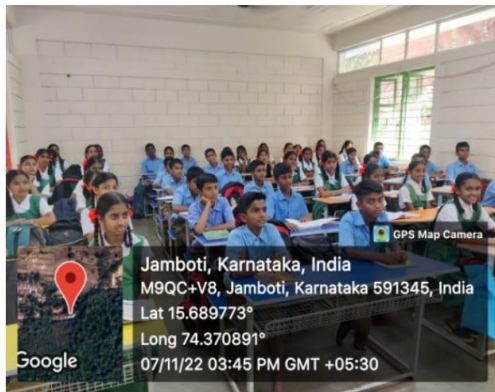 GPS Map Camera
Jamboti, Karnataka, India
M9QC+V8, Jamboti, Karnataka 591345, India
Lat 15.689773°
Long 74.370891°
07/11/22 03:45 PM GMT +05:30
Google